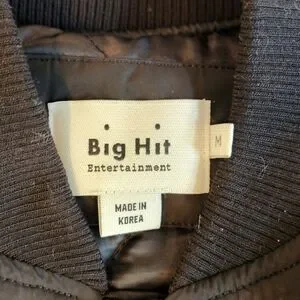 Big Hit
Entertainment
M
MADE IN
KOREA